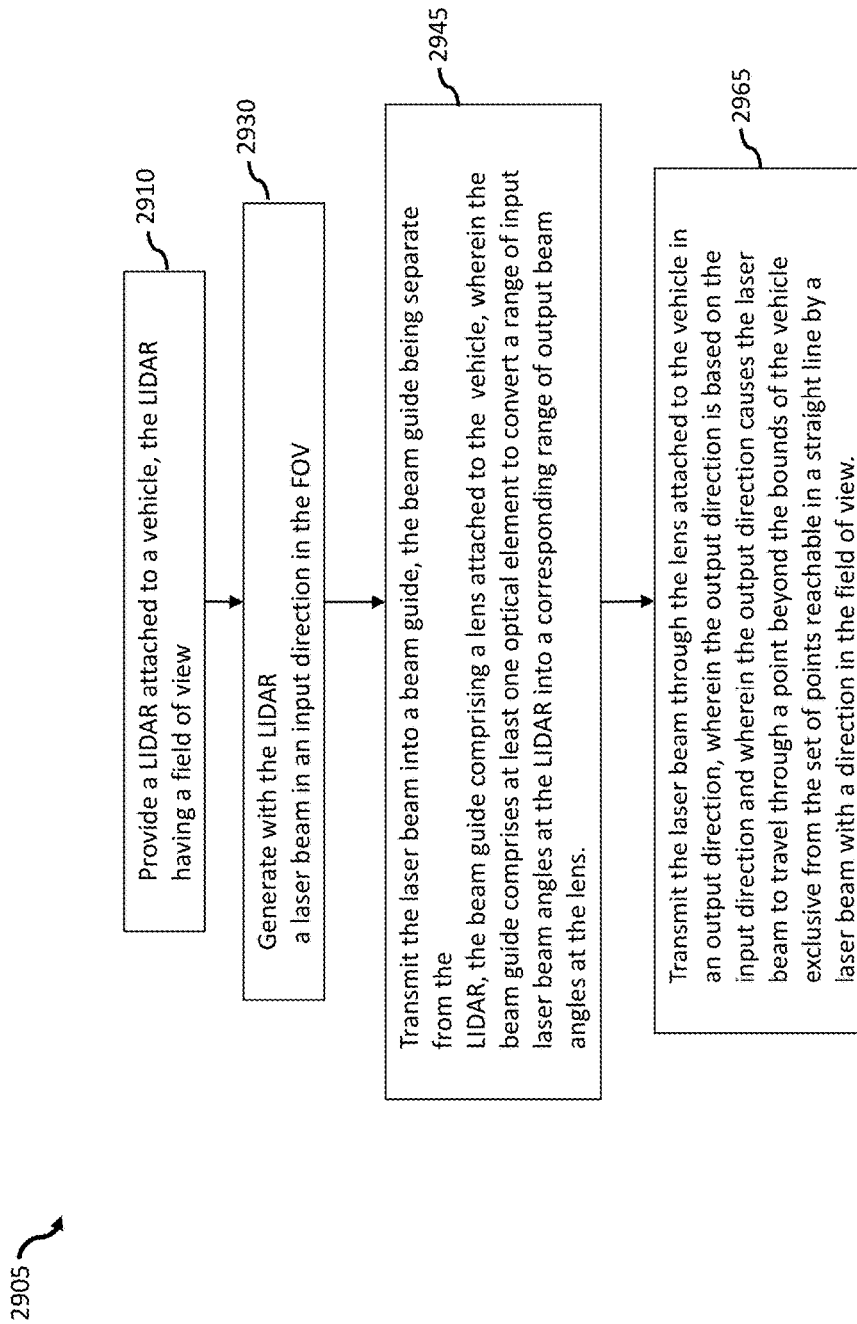 2905
2910
Provide a LIDAR attached to a vehicle, the LIDAR
having a field of view
2930
Generate with the LIDAR
a laser beam in an input direction in the FOV
2945
Transmit the laser beam into a beam guide, the beam guide being separate
from the
LIDAR, the beam guide comprising a lens attached to the vehicle, wherein the
beam guide comprises at least one optical element to convert a range of input
laser beam angles at the LIDAR into a corresponding range of output beam
angles at the lens.
2965
Transmit the laser beam through the lens attached to the vehicle in
an output direction, wherein the output direction is based on the
input direction and wherein the output direction causes the laser
beam to travel through a point beyond the bounds of the vehicle
exclusive from the set of points reachable in a straight line by a
laser beam with a direction in the field of view.